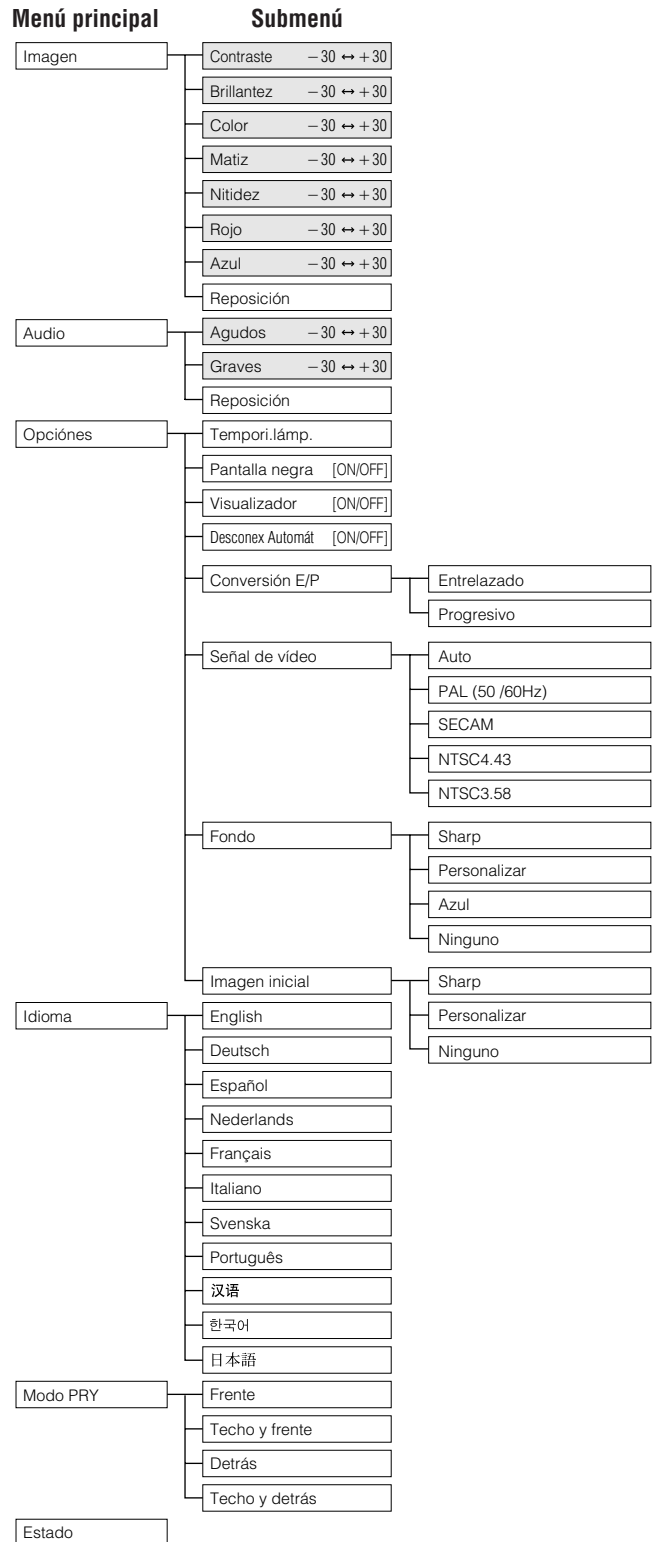 Menú principal Submenú
Imagen Contraste −30 ↔ +30
Brillantez −30 ↔ +30
Color −30 ↔ +30
Matiz −30 ↔ +30
Nitidez −30 ↔ +30
Rojo −30 ↔ +30
Azul −30 ↔ +30
Reposición
Audio Agudos −30 ↔ +30
Graves −30 ↔ +30
Reposición
Opciónes Tempori.lámp.
Pantalla negra [ON/OFF]
Visualizador [ON/OFF]
Desconex Automát [ON/OFF]
Conversión E/P Entrelazado
Progresivo
Señal de vídeo Auto
PAL (50 /60Hz)
SECAM
NTSC4.43
NTSC3.58
Fondo Sharp
Personalizar
Azul
Ninguno
Imagen inicial Sharp
Idioma English Personalizar
Deutsch Ninguno
Español
Nederlands
Français
Italiano
Svenska
Português
汉语
한국어
日本語
Modo PRY Frente
Techo y frente
Detrás
Techo y detrás
Estado